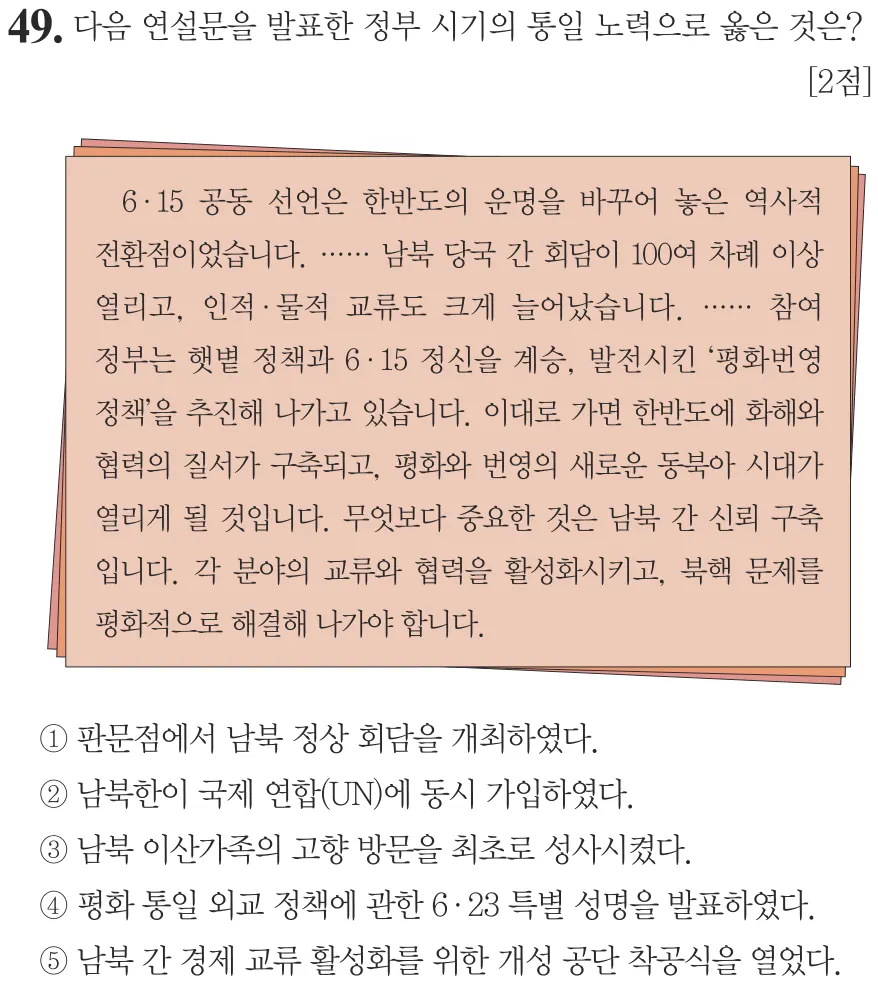 49. 다음 연설문을 발표한 정부 시기의 통일 노력으로 옳은 것은?
[2점]
6·15 공동 선언은 한반도의 운명을 바꾸어 놓은 역사적
전환점이었습니다. …… 남북 당국 간 회담이 100여 차례 이상
열리고, 인적·물적 교류도 크게 늘어났습니다. …… 참여
정부는 햇볕 정책과 6·15 정신을 계승, 발전시킨 ‘평화번영
정책’을 추진해 나가고 있습니다. 이대로 가면 한반도에 화해와
협력의 질서가 구축되고, 평화와 번영의 새로운 동북아 시대가
열리게 될 것입니다. 무엇보다 중요한 것은 남북 간 신뢰 구축
입니다. 각 분야의 교류와 협력을 활성화시키고, 북핵 문제를
평화적으로 해결해 나가야 합니다.
① 판문점에서 남북 정상 회담을 개최하였다.
② 남북한이 국제 연합(UN)에 동시 가입하였다.
③ 남북 이산가족의 고향 방문을 최초로 성사시켰다.
④ 평화 통일 외교 정책에 관한 6·23 특별 성명을 발표하였다.
⑤ 남북 간 경제 교류 활성화를 위한 개성 공단 착공식을 열었다.